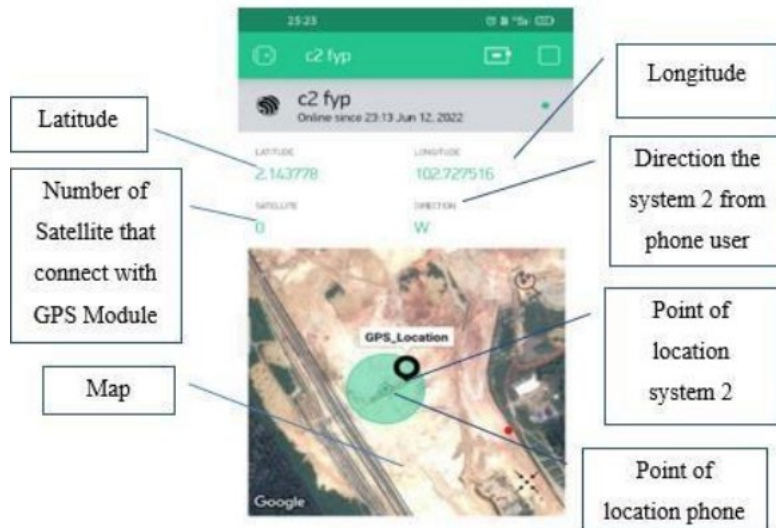 23:23
c2 fyp
c2 fyp
Online since 23:13 Jun 12, 2022
LATITUDE
LONGITUDE
2.143778
102.727516
SATELLITE
DIRECTION
0
W
GPS_Location
Google
Latitude
Number of
Satellite that
connect with
GPS Module
Map
Longitude
Direction the
system 2 from
phone user
Point of
location
system 2
Point of
location phone